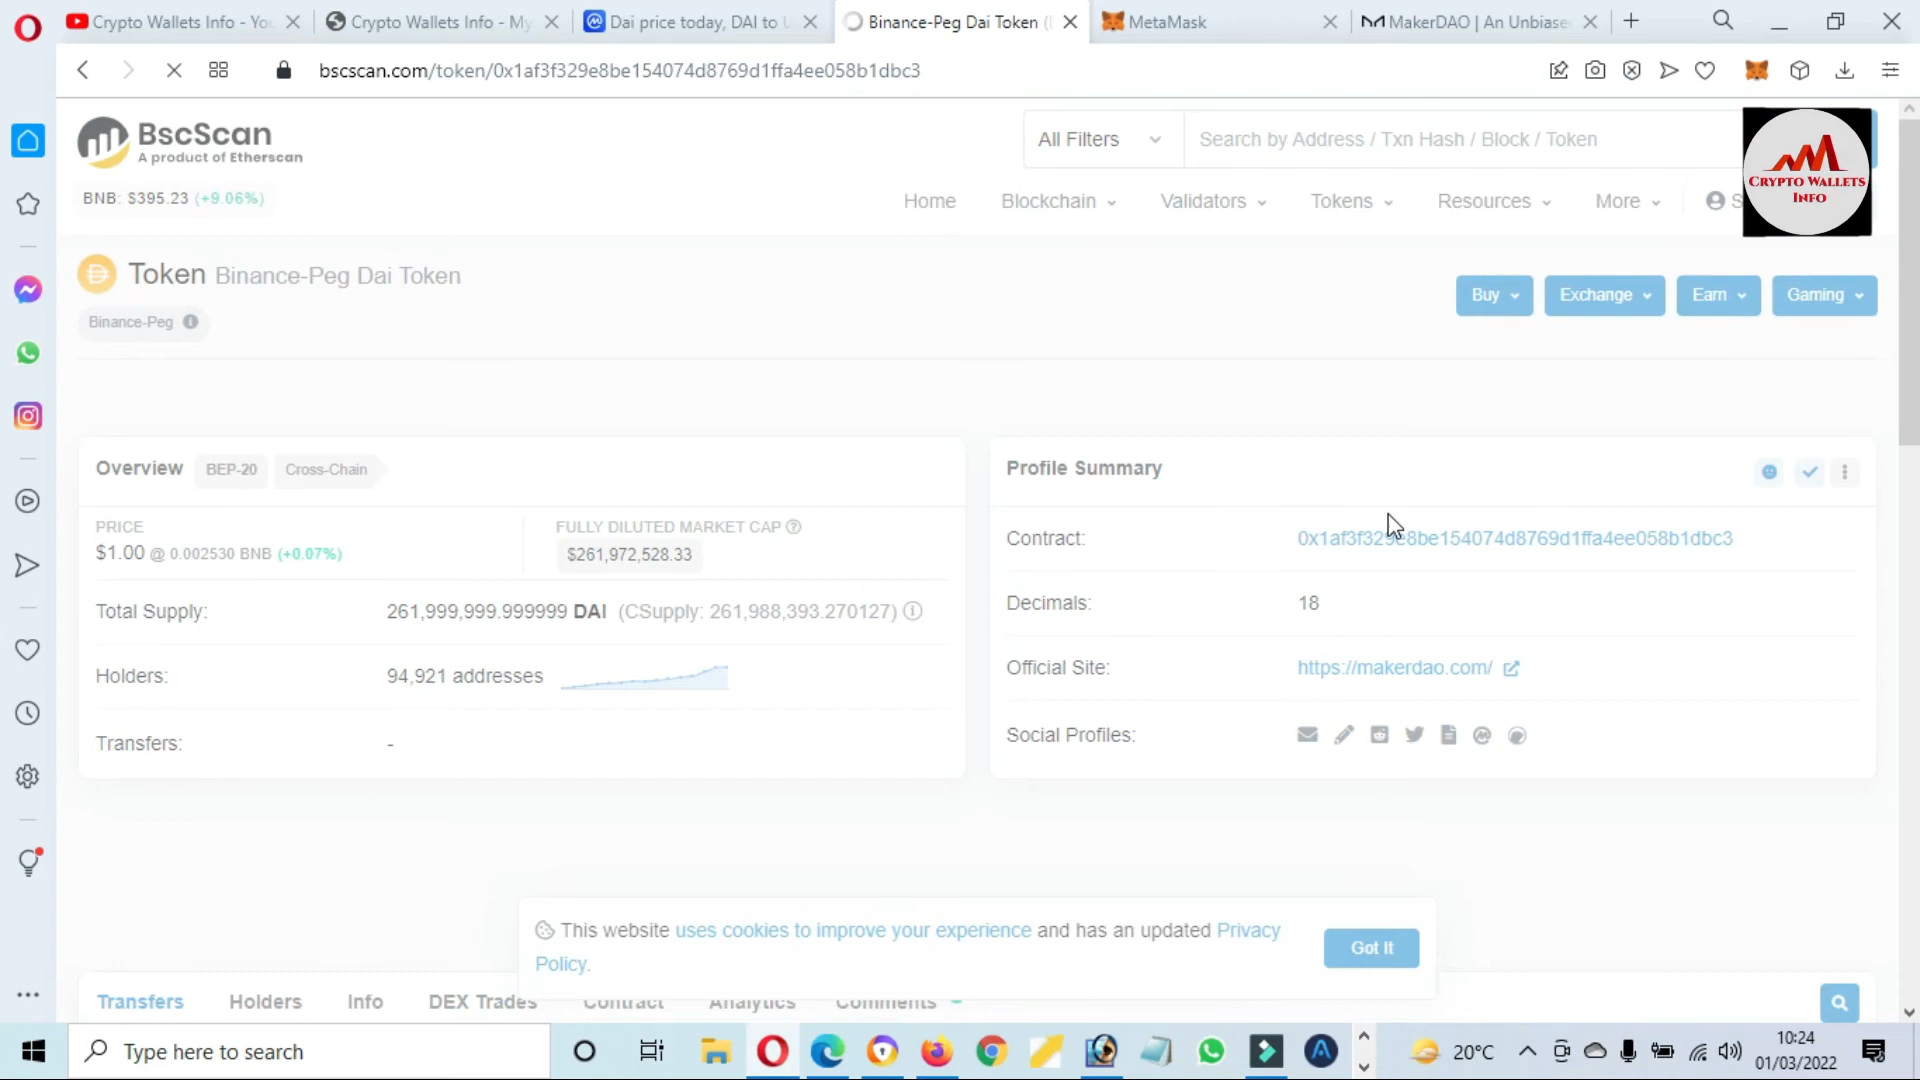 Crypto Wallets Info - You
Crypto Wallets Info - My
Dai price today, DAI to U
Binance-Peg Dai Token (
MetaMask
MakerDAO | An Unbiase
bscscan.com/token/0x1af3f329e8be154074d8769d1ffa4ee058b1dbc3
BscScan
A product of Etherscan
All Filters
Search by Address / Txn Hash / Block / Token
CRYPTO WALLETS
INFO
BNB: $395.23 (+9.06%)
Home Blockchain Validators Tokens Resources More S
Token Binance-Peg Dai Token
Buy Exchange Earn Gaming
Binance-Peg
Overview BEP-20 Cross-Chain
PRICE
$1.00 @ 0.002530 BNB (+0.07%)
FULLY DILUTED MARKET CAP
$261,972,528.33
Total Supply: 261,999,999.999999 DAI (CSupply: 261,988,393.270127)
Holders: 94,921 addresses
Transfers: -
Profile Summary
Contract: 0x1af3f329e8be154074d8769d1ffa4ee058b1dbc3
Decimals: 18
Official Site: https://makerdao.com/
Social Profiles:
This website uses cookies to improve your experience and has an updated Privacy
Policy.
Got It
Transfers Holders Info DEX Trades Contract Analytics Comments
Type here to search
20°C
10:24
01/03/2022